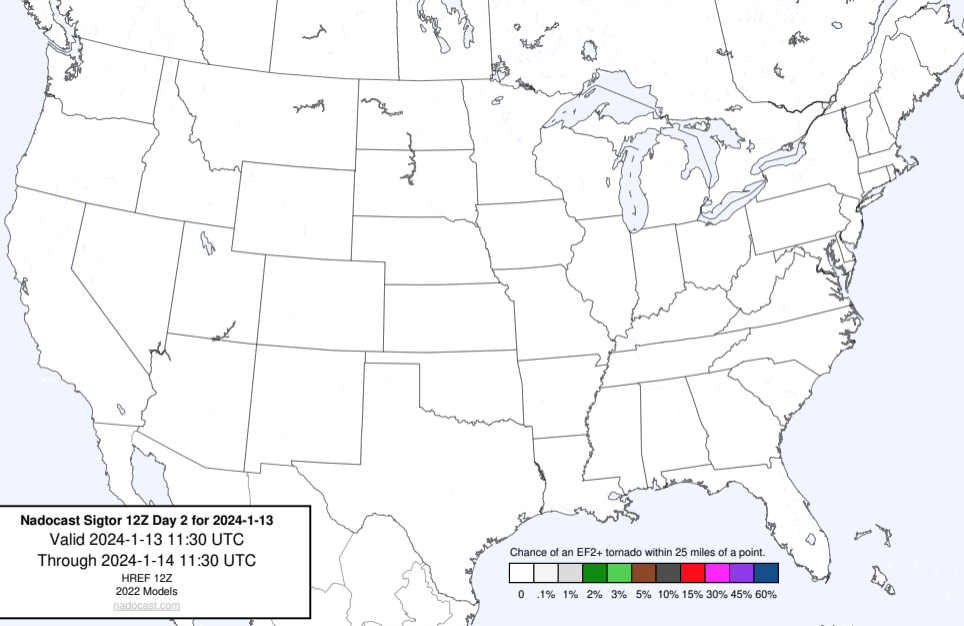 Nadocast Sigtor 12Z Day 2 for 2024-1-13
Valid 2024-1-13 11:30 UTC
Through 2024-1-14 11:30 UTC
HREF 12Z
2022 Models
nadocast.com
Chance of an EF2+ tornado within 25 miles of a point.
0 .1% 1% 2% 3% 5% 10% 15% 30% 45% 60%